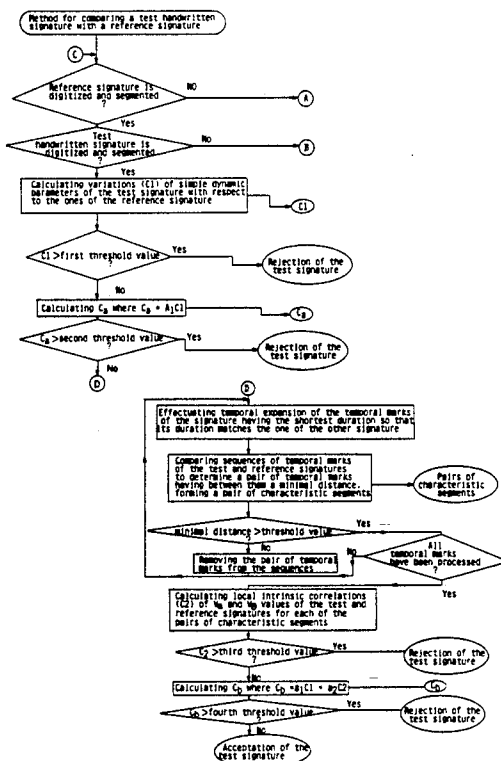 Method for comparing a test handwritten
signature with a reference signature
C
Reference signature is
digitized and segmented
?
No
A
Yes
Test
handwritten signature is
digitized and segmented
?
No
B
Yes
Calculating variations (C1) of simple dynamic
parameters of the test signature with respect
to the ones of the reference signature
C1
C1 > first threshold value
?
Yes
Rejection of the
test signature
No
Calculating Ca where Ca = A1C1
Ca
Ca > second threshold value
?
Yes
Rejection of the
test signature
No
D
D
Effectuating temporal expansion of the temporal marks
of the signature having the shortest duration so that
its duration matches the one of the other signature
Comparing sequences of temporal marks
of the test and reference signatures
to determine a pair of temporal marks
having between them a minimal distance,
forming a pair of characteristic segments
Pairs of
characteristic
segments
minimal distance > threshold value
?
Yes
No
Removing the pair of temporal
marks from the sequences
All
temporal marks
have been processed
?
No
Yes
Calculating local intrinsic correlations
(C2) of and values of the test and
reference signatures for each of the
pairs of characteristic segments
C2 > third threshold value
?
Yes
Rejection of the
test signature
No
Calculating Cb where Cb = a1C1 + a2C2
Cb
Cb > fourth threshold value
?
Yes
Rejection of the
test signature
No
Acceptation of the
test signature